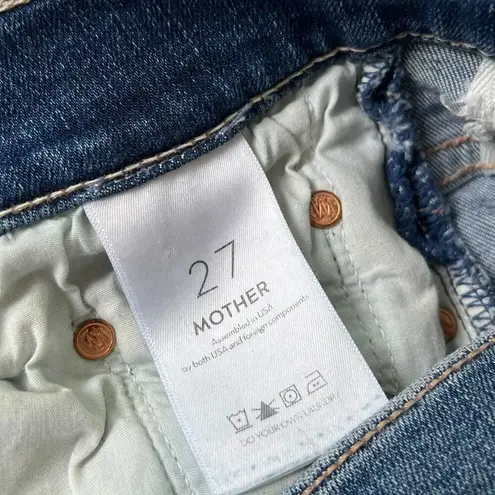 27
MOTHER
Assembled in USA
by both USA and foreign components
DO YOUR OWN LAUNDRY